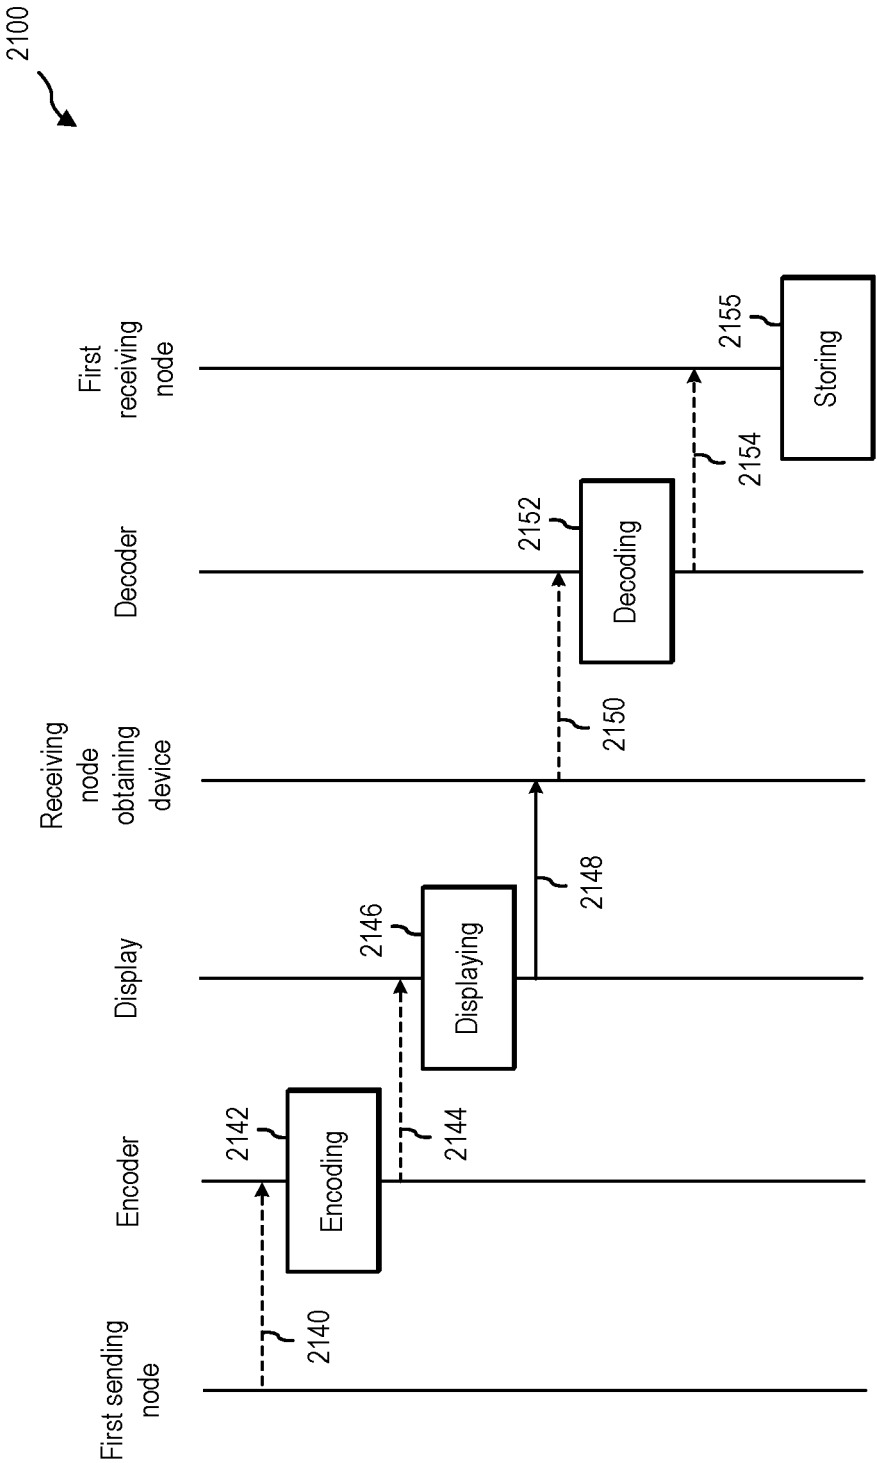 2100
First sending
node
Encoder
Display
Receiving
node
obtaining
device
Decoder
First
receiving
node
2140
2142
Encoding
2144
2146
Displaying
2148
2150
2152
Decoding
2154
2155
Storing